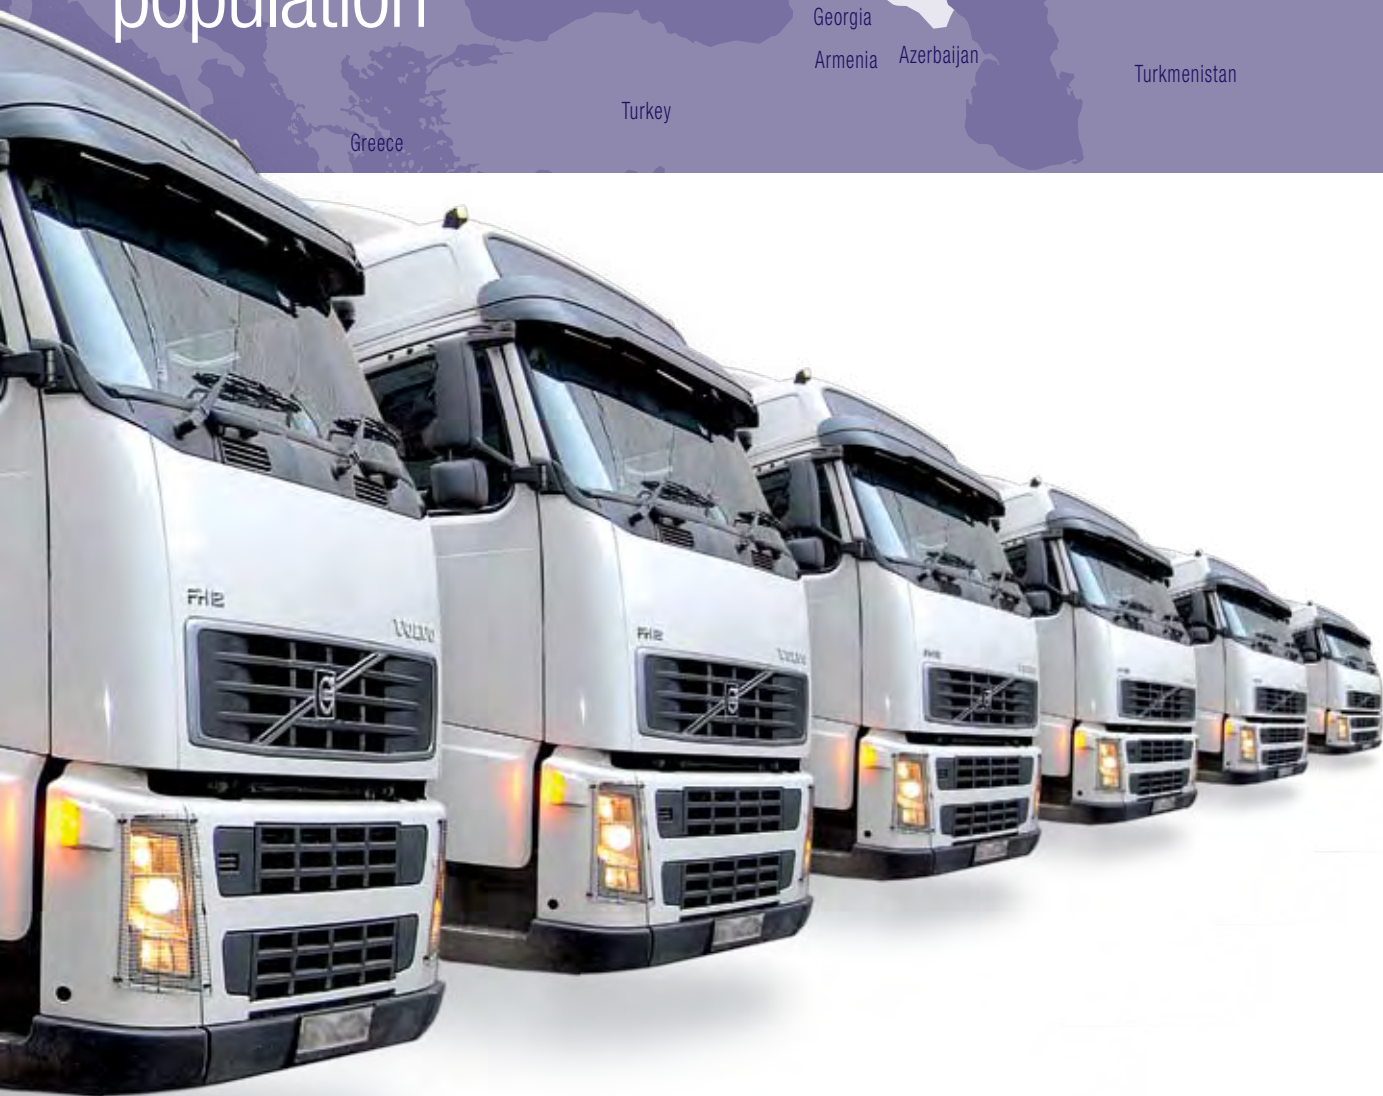 population
Georgia
Armenia
Azerbaijan
Turkmenistan
Turkey
Greece
FH12
VOLVO
FH12
VOLVO